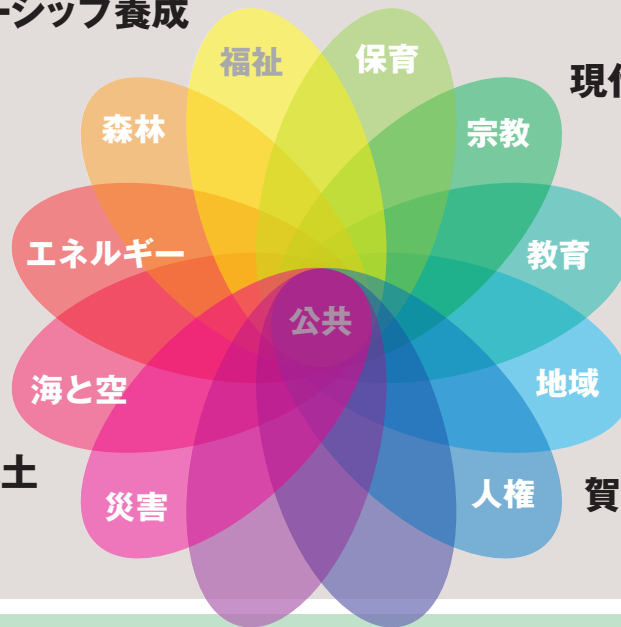 ーシップ養成
福祉
保育
現代
森林
宗教
エネルギー
教育
公共
海と空
地域
土
災害
人権
賀